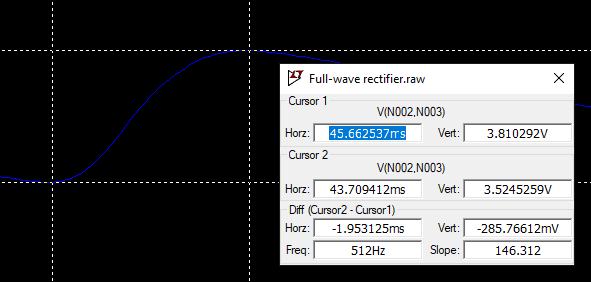 Full-wave rectifier.raw
Cursor 1
V(N002,N003)
Horz: 45.662537ms Vert: 3.810292V
Cursor 2
V(N002,N003)
Horz: 43.709412ms Vert: 3.5245259V
Diff (Cursor2 - Cursor1)
Horz: -1.953125ms Vert: -285.76612mV
Freq: 512Hz Slope: 146.312